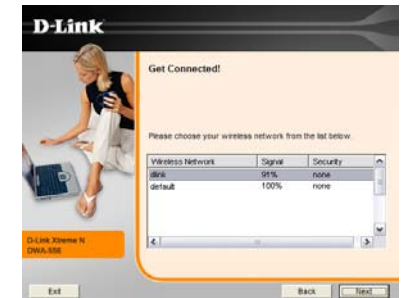 D-Link
Get Connected!
Please choose your wireless network from the list below.
Wireless Network Signal Security
dlink 91% none
default 100% none
D-Link Xtreme N
DWA-556
Exit Back Next